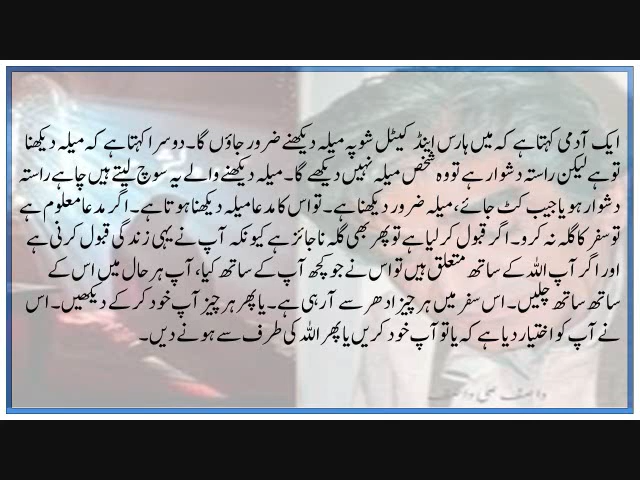 ایک آدمی کہتا ہے کہ میں ہارس اینڈ کیٹل شو پہ میلہ دیکھنے ضرور جاؤں گا۔ دوسرا کہتا ہے کہ میلہ دیکھنا
تو ہے لیکن راستہ دشوار ہے تو وہ شخص میلہ نہیں دیکھے گا۔ میلہ دیکھنے والے یہ سوچ لیتے ہیں چاہے راستہ
دشوار ہو یا جیب کٹ جائے، میلہ ضرور دیکھنا ہے۔ تو اس کا مدعا میلہ دیکھنا ہوتا ہے۔ اگر مدعا معلوم ہے
تو سفر کا گلہ نہ کرو۔ اگر قبول کر لیا ہے تو پھر بھی گلہ ناجائز ہے کیونکہ آپ نے یہی زندگی قبول کرنی ہے
اور اگر آپ اللہ کے ساتھ متعلق ہیں تو اس نے جو کچھ آپ کے ساتھ کیا، آپ ہر حال میں اس کے
ساتھ ساتھ چلیں۔ اس سفر میں ہر چیز ادھر سے آرہی ہے۔ یا پھر ہر چیز آپ خود کر کے دیکھیں۔ اس
نے آپ کو اختیار دیا ہے کہ یا تو آپ خود کریں یا پھر اللہ کی طرف سے ہونے دیں۔
واصف علی واصف